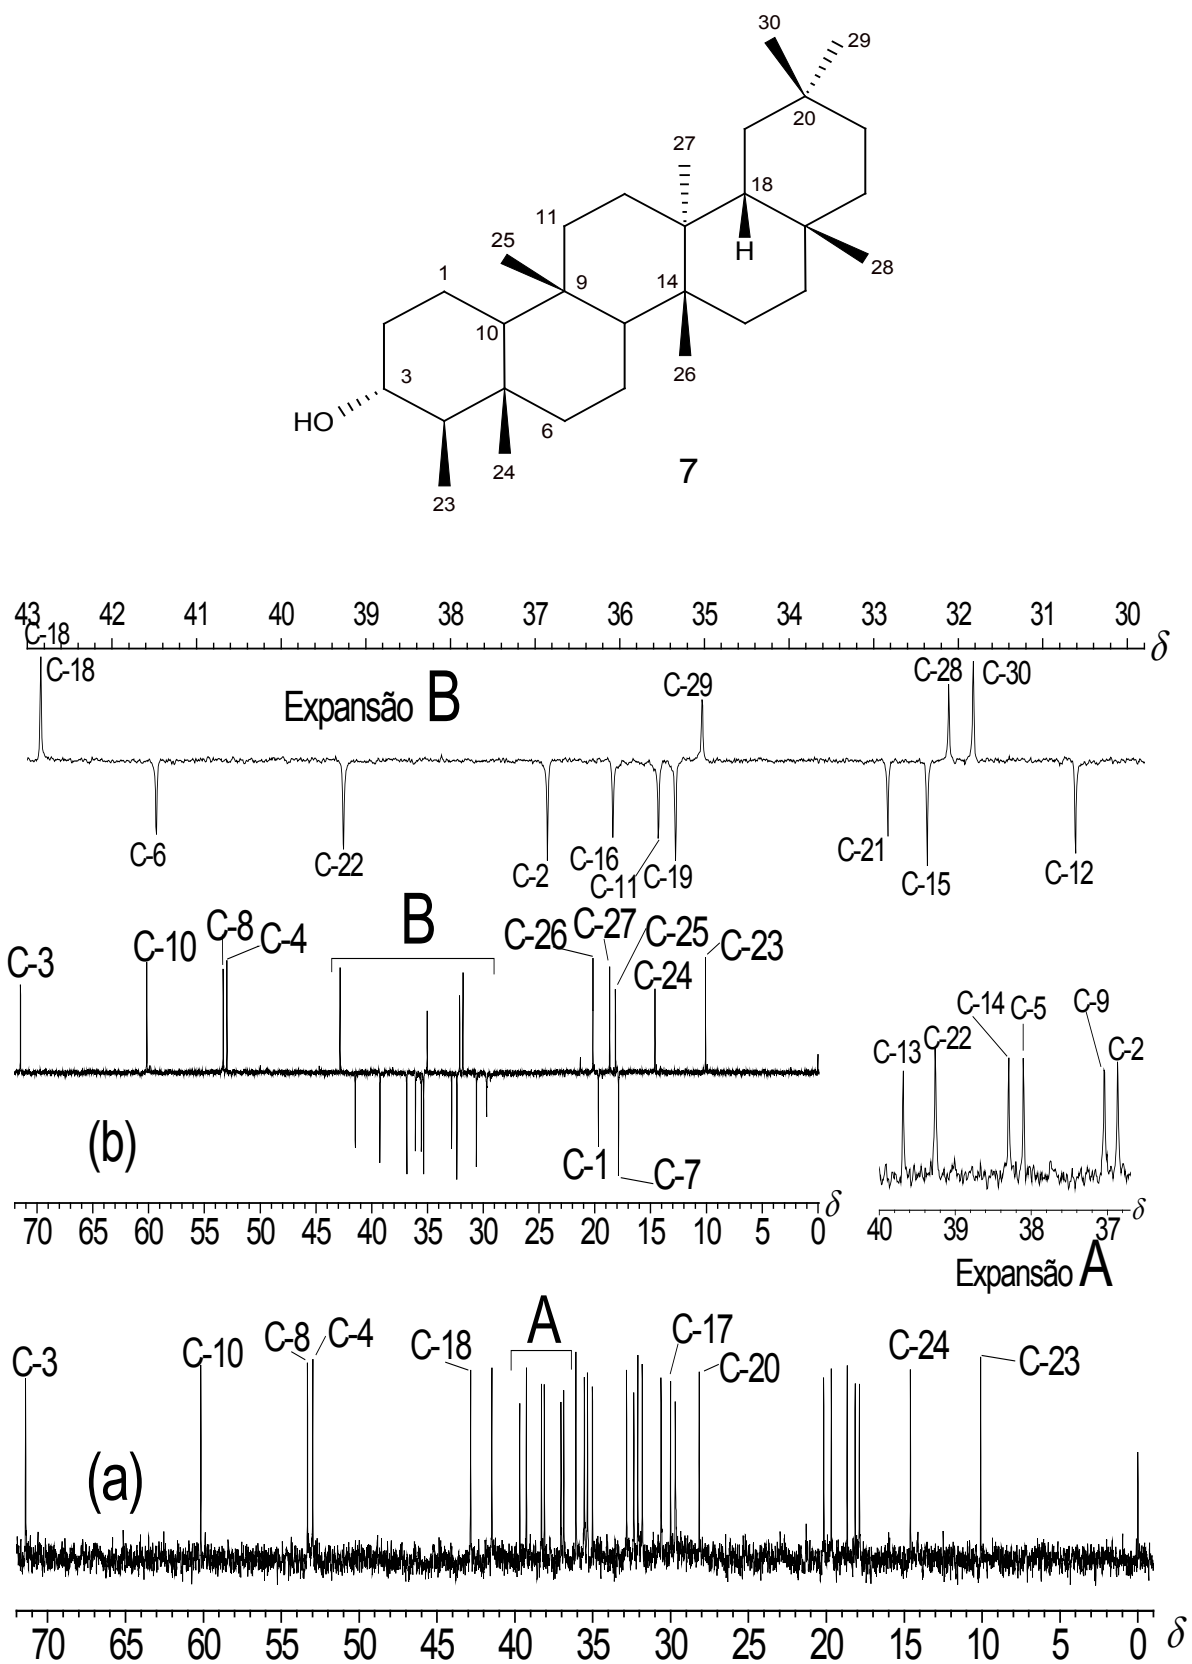 30
29
20
27
18
11
25
H
28
1
9
14
10
3
26
HO
6
24
7
23
43 42 41 40 39 38 37 36 35 34 33 32 31 30
δ
C-18
C-18
Expansão B
C-29
C-28
C-30
C-6
C-22
C-2
C-16
C-11
C-19
C-21
C-15
C-12
C-3
C-10
C-8
C-4
B
C-26
C-27
C-25
C-24
C-23
(b)
C-1
C-7
70 65 60 55 50 45 40 35 30 25 20 15 10 5 0
δ
C-13
C-22
C-14
C-5
C-9
C-2
40 39 38 37
δ
Expansão A
C-3
C-10
C-8
C-4
C-18
A
C-17
C-20
C-24
C-23
(a)
70 65 60 55 50 45 40 35 30 25 20 15 10 5 0
δ